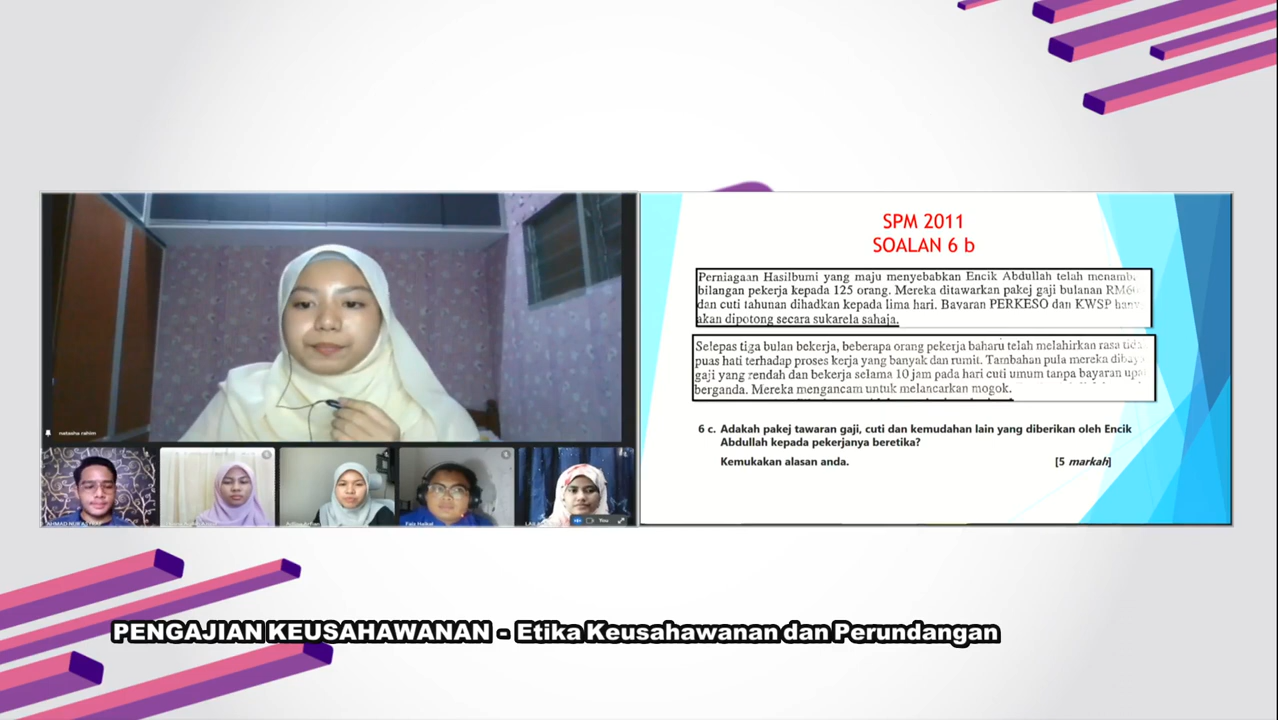 SPM 2011
SOALAN 6 b
Perniagaan Hasilbumi yang maju menyebabkan Encik Abdullah telah
bilangan pekerja kepada 125 orang. Mereka ditawarkan pakej gaji bulanan
dan cuti tahunan dihadkan kepada lima hari. Bayaran PERKESO dan KWSP
akan dipotong secara sukarela sahaja.
Selepas tiga bulan bekerja, beberapa orang pekerja baharu telah melahirkan rasa
puas hati terhadap proses kerja yang banyak dan rumit. Tambahan pula mereka
gaji yang rendah dan bekerja selama 10 jam pada hari cuti umum tanpa bayaran
berganda. Mereka mengancam untuk melancarkan mogok.
6 c. Adakah pakej tawaran gaji, cuti dan kemudahan lain yang diberikan oleh Encik
Abdullah kepada pekerjanya beretika?
Kemukakan alasan anda. [5 markah]
natasha rahim
Faiz Haikal
You
PENGAJIAN KEUSAHAWANAN - Etika Keusahawanan dan Perundangan